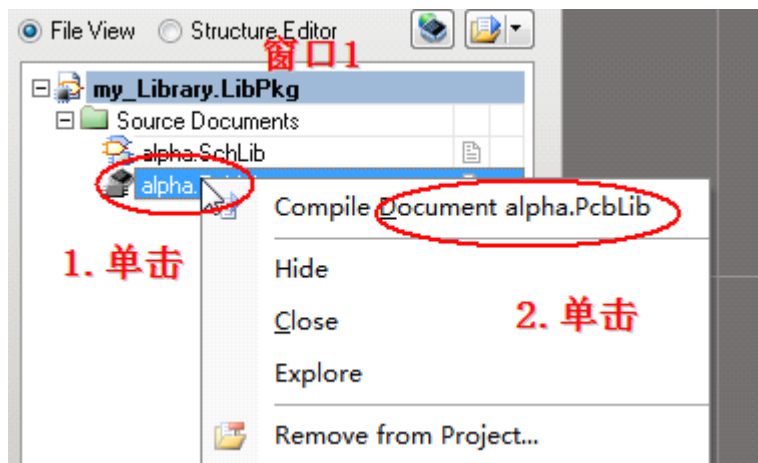 File View Structure Editor
窗口1
my_Library.LibPkg
Source Documents
alpha.SchLib
alpha.
Compile Document alpha.PcbLib
1. 单击
Hide
2. 单击
Close
Explore
Remove from Project...